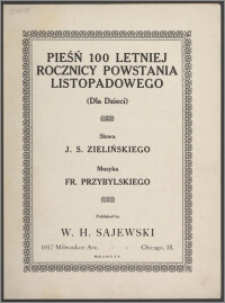 PIEŚŃ 100 LETNIEJ
ROCZNICY POWSTANIA
LISTOPADOWEGO
(Dla Dzieci)
Słowa
J. S. ZIELIŃSKIEGO
Muzyka
FR. PRZYBYLSKIEGO
Published by
W. H. SAJEWSKI
1017 Milwaukee Ave. - - Chicago, Ill.